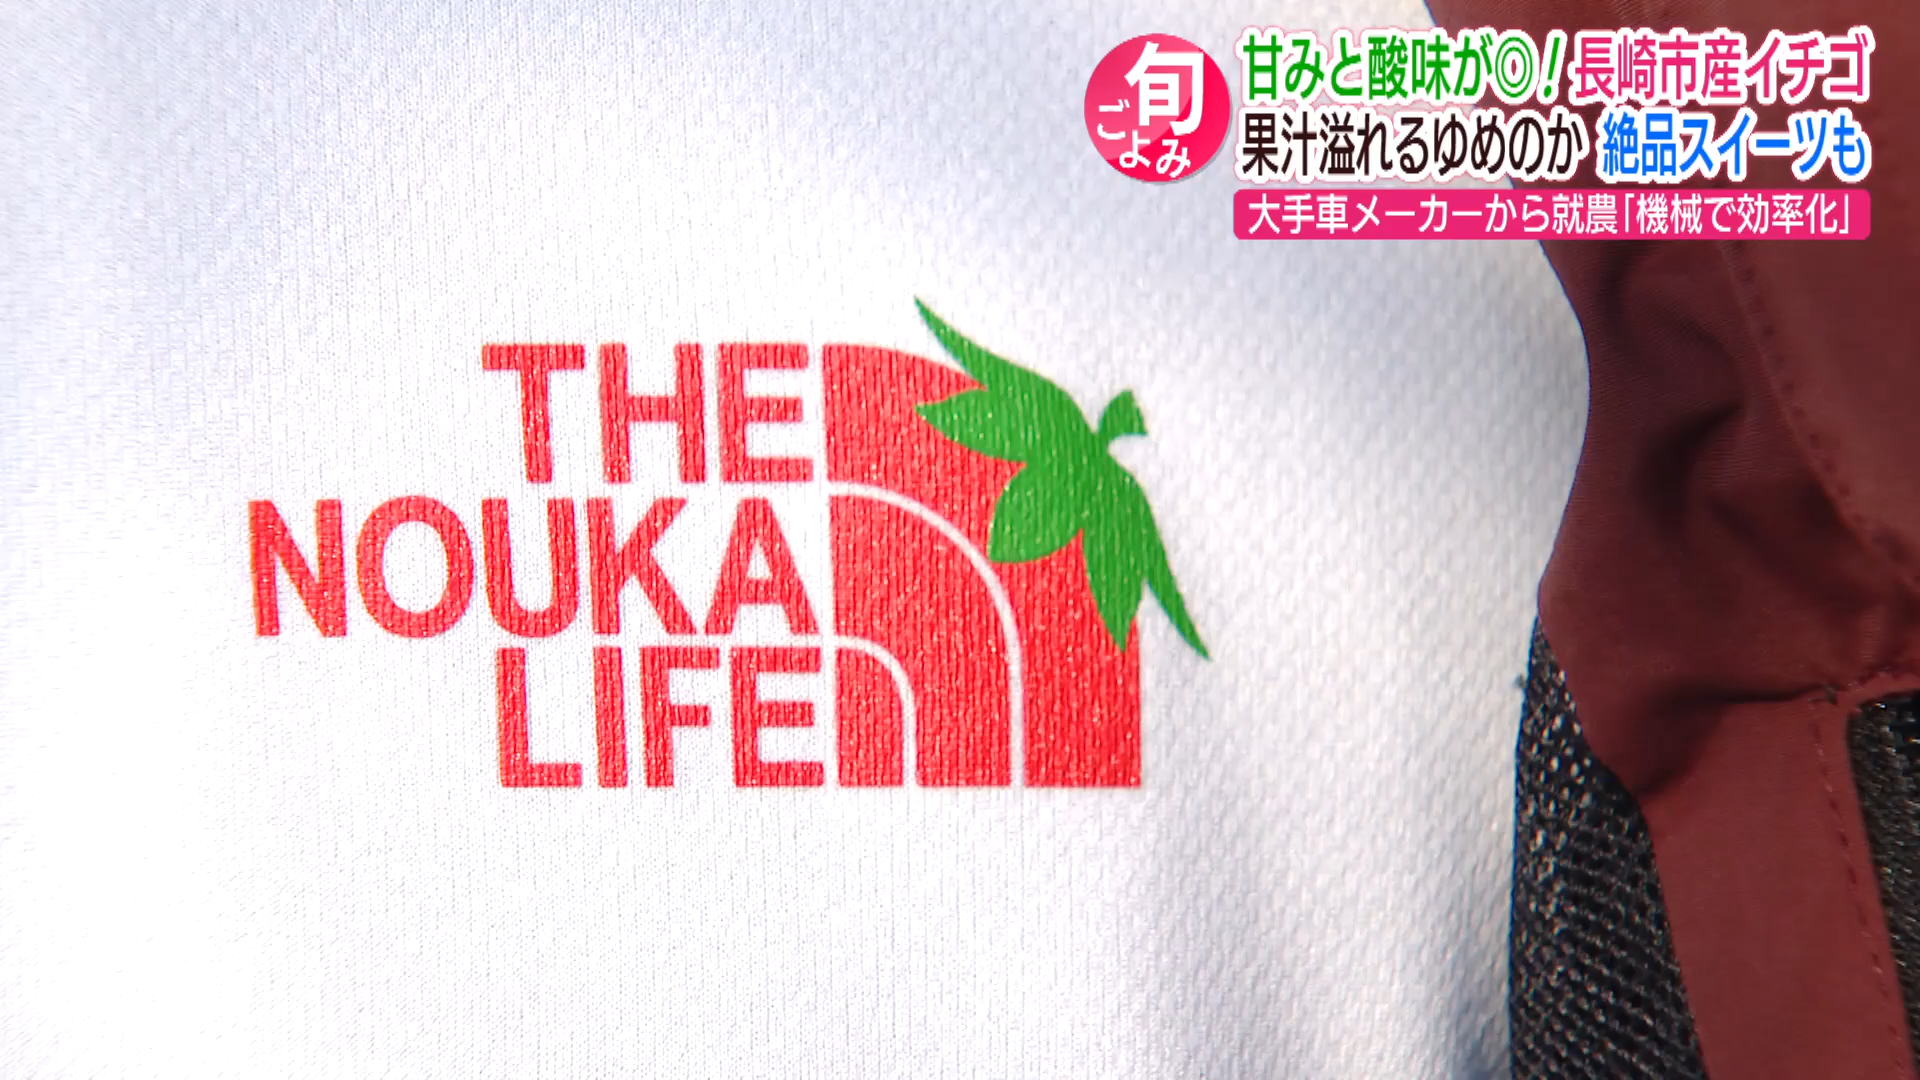 旬
ごよみ
甘みと酸味が◎！長崎市産イチゴ
果汁溢れるゆめのか 絶品スイーツも
大手車メーカーから就農「機械で効率化」
THE
NOUKA
LIFE